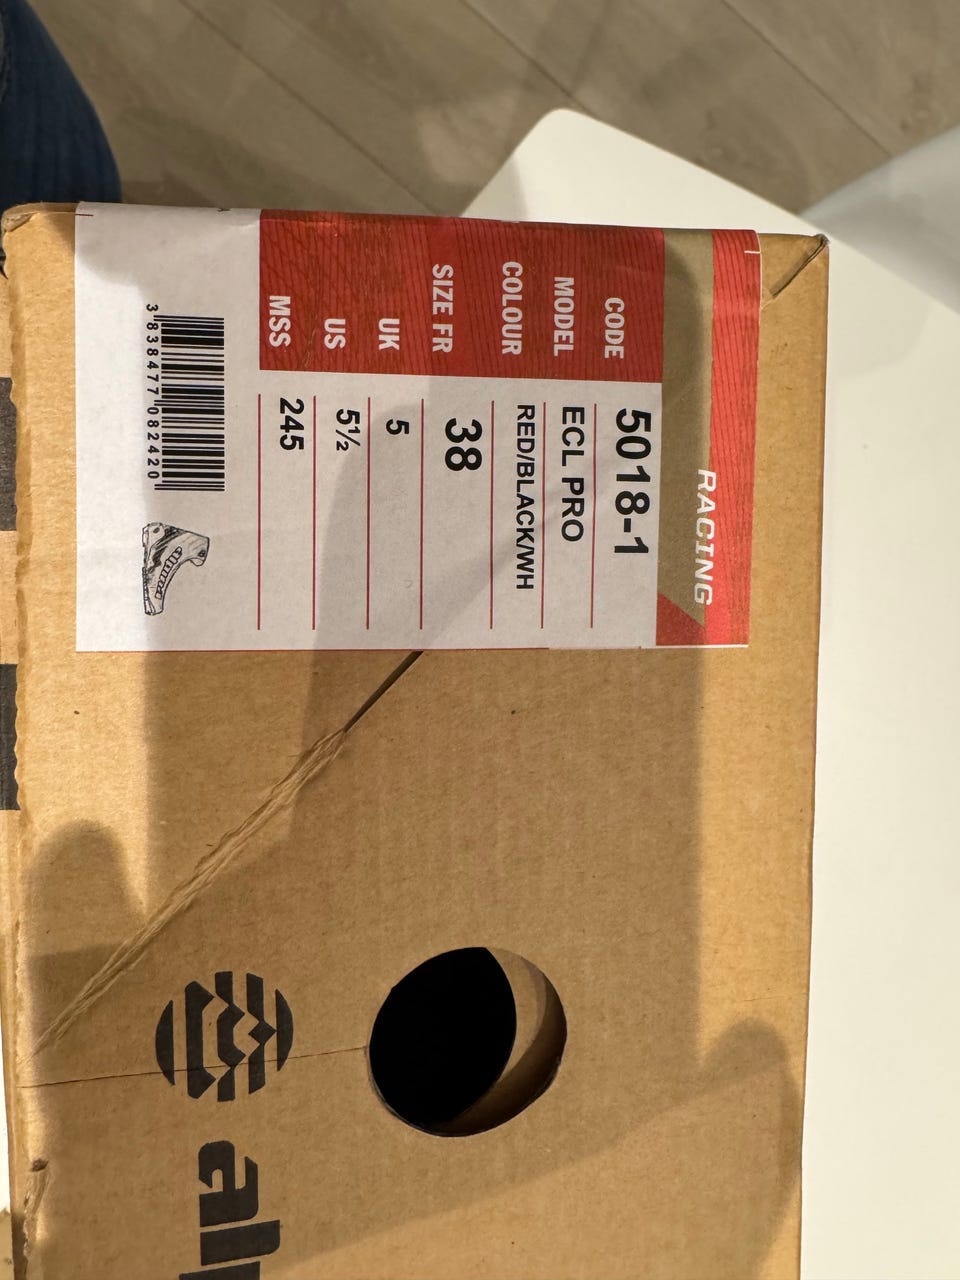 RACING
CODE 5018-1
MODEL ECL PRO
COLOUR RED/BLACK/WH
SIZE FR 38
UK 5
US 5½
MSS 245
3 838477 082420
alp